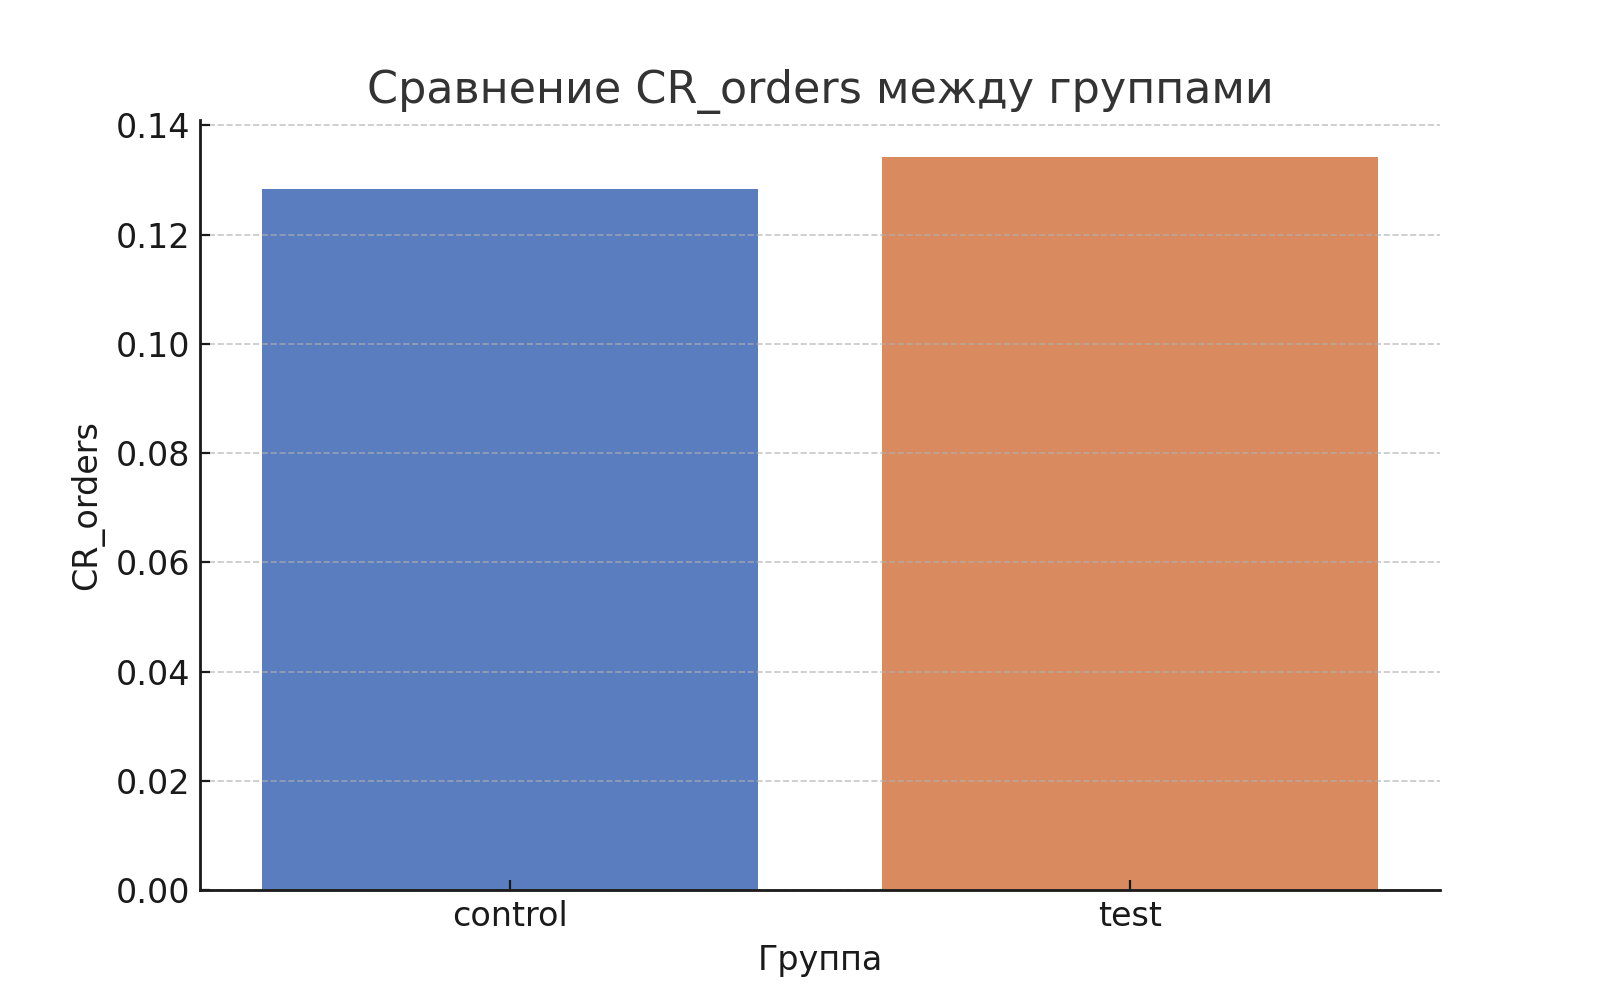 Сравнение CR_orders между группами
CR_orders
0.14
0.12
0.10
0.08
0.06
0.04
0.02
0.00
control
test
Группа